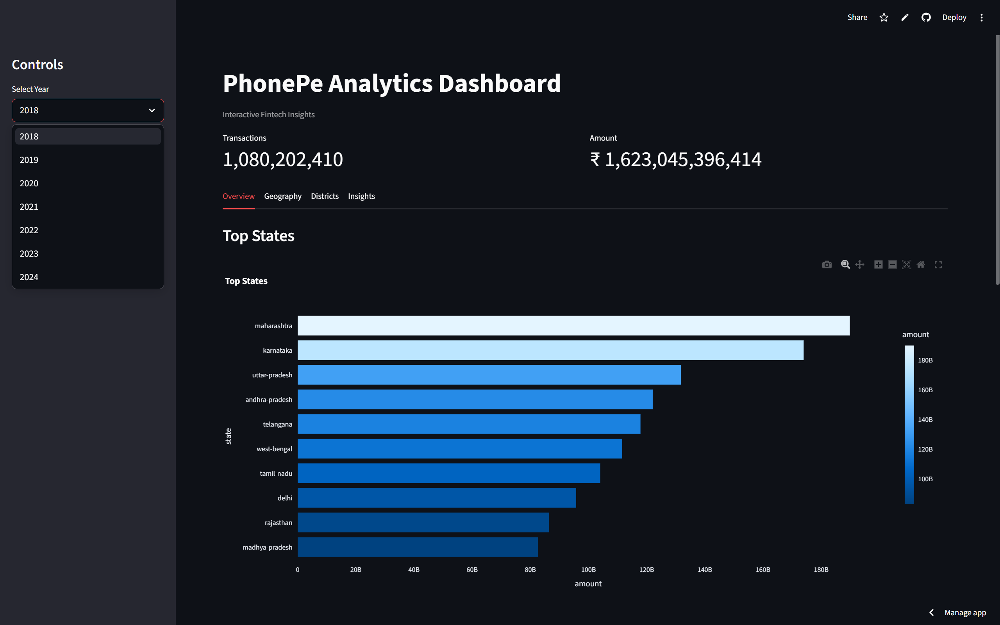 Share Deploy
Controls
Select Year
2018
2018
2019
2020
2021
2022
2023
2024
PhonePe Analytics Dashboard
Interactive Fintech Insights
Transactions Amount
1,080,202,410 ₹ 1,623,045,396,414
Overview Geography Districts Insights
Top States
Top States
maharashtra
karnataka
uttar-pradesh
andhra-pradesh
telangana
west-bengal
tamil-nadu
delhi
rajasthan
madhya-pradesh
state
0 20B 40B 60B 80B 100B 120B 140B 160B 180B
amount
amount
180B
160B
140B
120B
100B
Manage app